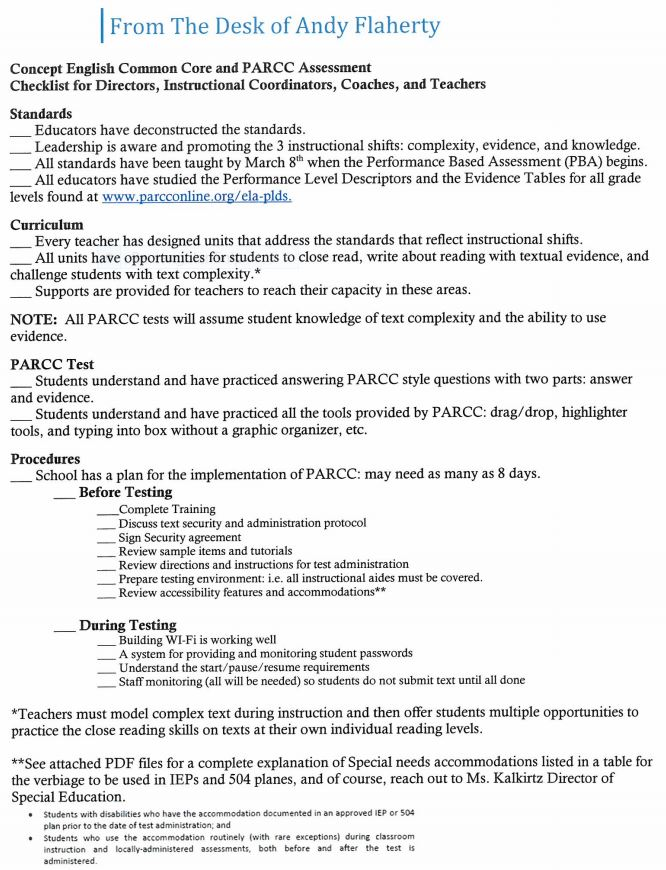 From The Desk of Andy Flaherty
Concept English Common Core and PARCC Assessment
Checklist for Directors, Instructional Coordinators, Coaches, and Teachers
Standards
___ Educators have deconstructed the standards.
___ Leadership is aware and promoting the 3 instructional shifts: complexity, evidence, and knowledge.
___ All standards have been taught by March 8th when the Performance Based Assessment (PBA) begins.
___ All educators have studied the Performance Level Descriptors and the Evidence Tables for all grade
levels found at www.parcconline.org/ela-plds.
Curriculum
___ Every teacher has designed units that address the standards that reflect instructional shifts.
___ All units have opportunities for students to close read, write about reading with textual evidence, and
challenge students with text complexity.*
___ Supports are provided for teachers to reach their capacity in these areas.
NOTE: All PARCC tests will assume student knowledge of text complexity and the ability to use
evidence.
PARCC Test
___ Students understand and have practiced answering PARCC style questions with two parts: answer
and evidence.
___ Students understand and have practiced all the tools provided by PARCC: drag/drop, highlighter
tools, and typing into box without a graphic organizer, etc.
Procedures
___ School has a plan for the implementation of PARCC: may need as many as 8 days.
___ Before Testing
___ Complete Training
___ Discuss text security and administration protocol
___ Sign Security agreement
___ Review sample items and tutorials
___ Review directions and instructions for test administration
___ Prepare testing environment: i.e. all instructional aides must be covered.
___ Review accessibility features and accommodations**
___ During Testing
___ Building WI-Fi is working well
___ A system for providing and monitoring student passwords
___ Understand the start/pause/resume requirements
___ Staff monitoring (all will be needed) so students do not submit text until all done
*Teachers must model complex text during instruction and then offer students multiple opportunities to
practice the close reading skills on texts at their own individual reading levels.
**See attached PDF files for a complete explanation of Special needs accommodations listed in a table for
the verbiage to be used in IEPs and 504 planes, and of course, reach out to Ms. Kalkirtz Director of
Special Education.
• Students with disabilities who have the accommodation documented in an approved IEP or 504
plan prior to the date of test administration; and
• Students who use the accommodation routinely (with rare exceptions) during classroom
instruction and locally-administered assessments, both before and after the test is
administered.